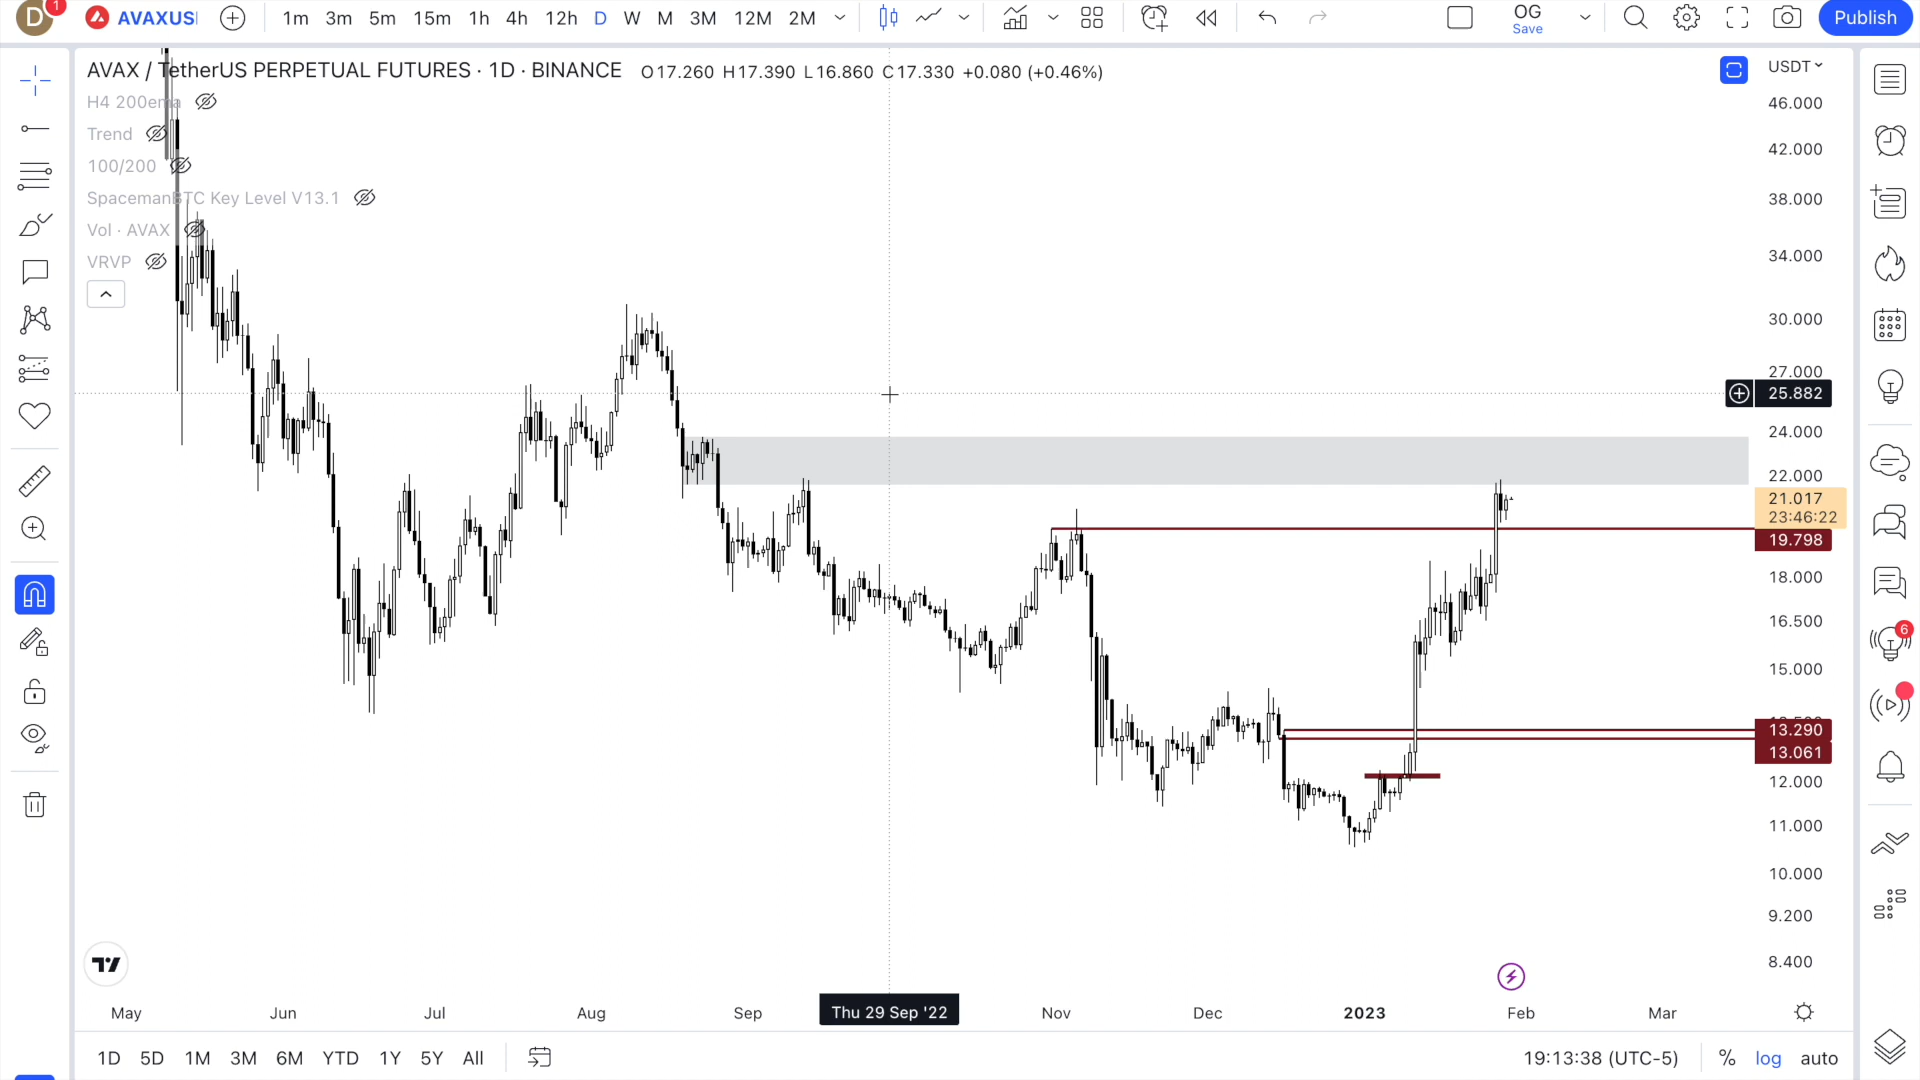 D 1 AVAXUS 1m 3m 5m 15m 1h 4h 12h D W M 3M 12M 2M OG Save Publish
AVAX / TetherUS PERPETUAL FUTURES · 1D · BINANCE O17.260 H17.390 L16.860 C17.330 +0.080 (+0.46%) USDT
H4 200ema
Trend
100/200
SpacemanBTC Key Level V13.1
Vol · AVAX
VRVP
46.000
42.000
38.000
34.000
30.000
27.000
25.882
24.000
22.000
21.017
23:46:22
19.798
18.000
16.500
15.000
13.290
13.061
12.000
11.000
10.000
9.200
8.400
6
May Jun Jul Aug Sep Thu 29 Sep '22 Nov Dec 2023 Feb Mar
1D 5D 1M 3M 6M YTD 1Y 5Y All 19:13:38 (UTC-5) % log auto